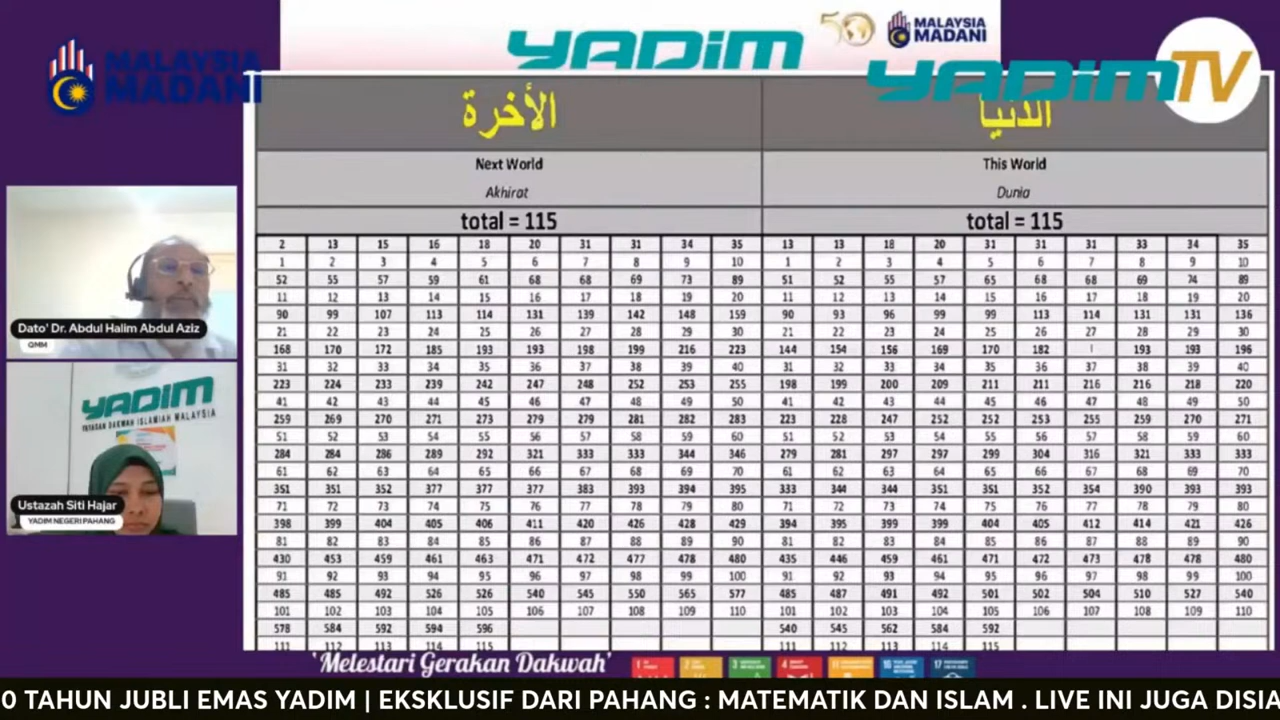 50
MALAYSIA
MADANI
YADIM
MALAYSIA
MADANI
YADIM TV
الأخرة الدنيا
Next World This World
Akhirat Dunia
total = 115 total = 115
2 13 15 16 18 20 31 31 34 35 13 13 18 20 31 31 31 33 34 35
1 2 3 4 5 6 7 8 9 10 1 2 3 4 5 6 7 8 9 10
52 55 57 59 61 68 68 69 73 89 51 52 55 57 65 68 68 69 74 89
11 12 13 14 15 16 17 18 19 20 11 12 13 14 15 16 17 18 19 20
90 99 107 113 114 131 139 142 148 159 90 93 96 99 99 113 114 131 131 136
21 22 23 24 25 26 27 28 29 30 21 22 23 24 25 26 27 28 29 30
168 170 172 185 193 193 198 199 216 223 144 154 156 169 170 182 193 193 196
31 32 33 34 35 36 37 38 39 40 31 32 33 34 35 36 37 38 39 40
223 224 233 239 242 247 248 252 253 255 198 199 200 209 211 211 216 216 218 220
41 42 43 44 45 46 47 48 49 50 41 42 43 44 45 46 47 48 49 50
259 269 270 271 273 279 279 281 282 283 223 228 247 252 252 253 255 259 270 271
51 52 53 54 55 56 57 58 59 60 51 52 53 54 55 56 57 58 59 60
284 284 286 289 292 321 333 333 344 346 279 281 297 297 299 304 316 321 333 333
61 62 63 64 65 66 67 68 69 70 61 62 63 64 65 66 67 68 69 70
351 351 352 377 377 377 383 393 394 395 333 344 344 351 351 352 354 390 393 393
71 72 73 74 75 76 77 78 79 80 71 72 73 74 75 76 77 78 79 80
398 399 404 405 406 411 420 426 428 429 394 395 399 399 404 405 412 414 421 426
81 82 83 84 85 86 87 88 89 90 81 82 83 84 85 86 87 88 89 90
430 453 459 461 463 471 472 477 478 480 435 446 459 461 471 472 473 478 478 480
91 92 93 94 95 96 97 98 99 100 91 92 93 94 95 96 97 98 99 100
485 485 492 526 526 540 545 550 565 577 485 487 491 492 501 502 504 510 527 540
101 102 103 104 105 106 107 108 109 110 101 102 103 104 105 106 107 108 109 110
578 584 592 594 596 540 545 562 584 592
111 112 113 114 115 111 112 113 114 115
Dato' Dr. Abdul Halim Abdul Aziz
QMM
YADIM
YAYASAN DAKWAH ISLAMIAH MALAYSIA
Ustazah Siti Hajar
YADIM NEGERI PAHANG
'Melestari Gerakan Dakwah'
1 2 3 4 11 16 17
0 TAHUN JUBLI EMAS YADIM | EKSKLUSIF DARI PAHANG : MATEMATIK DAN ISLAM . LIVE INI JUGA DISIA